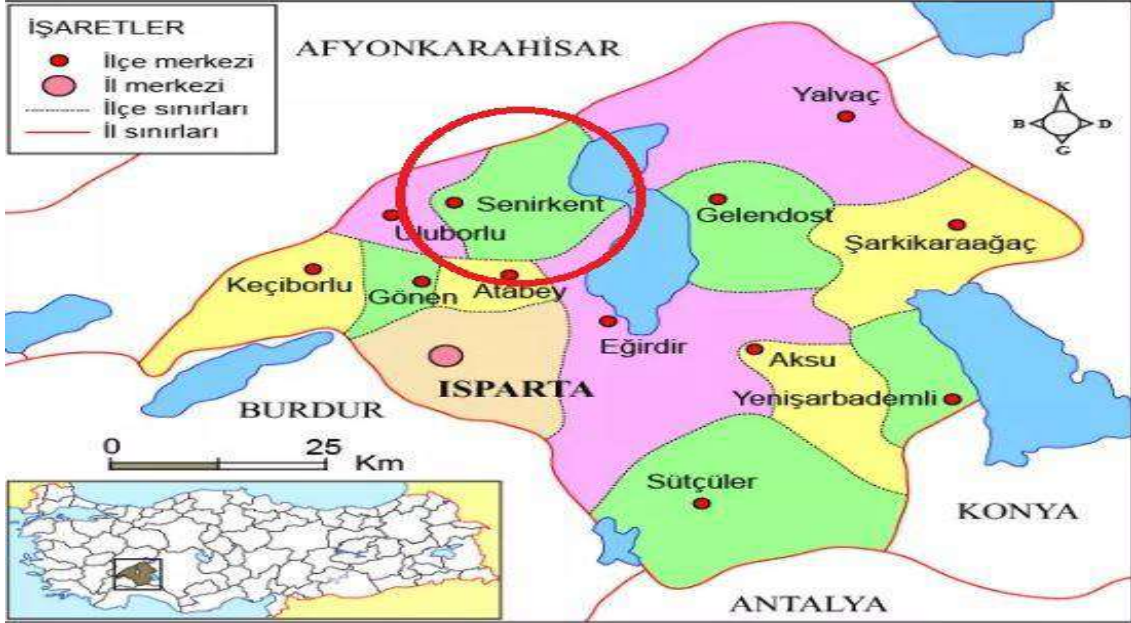 İŞARETLER
İlçe merkezi
İl merkezi
İlçe sınırları
İl sınırları
AFYONKARAHİSAR
Yalvaç
K
B D
G
Senirkent
Gelendost
Uluborlu
Şarkikaraağaç
Keçiborlu
Gönen
Atabey
Eğirdir
Aksu
ISPARTA
BURDUR
Yenişarbademli
0 25
Km
Sütçüler
KONYA
ANTALYA